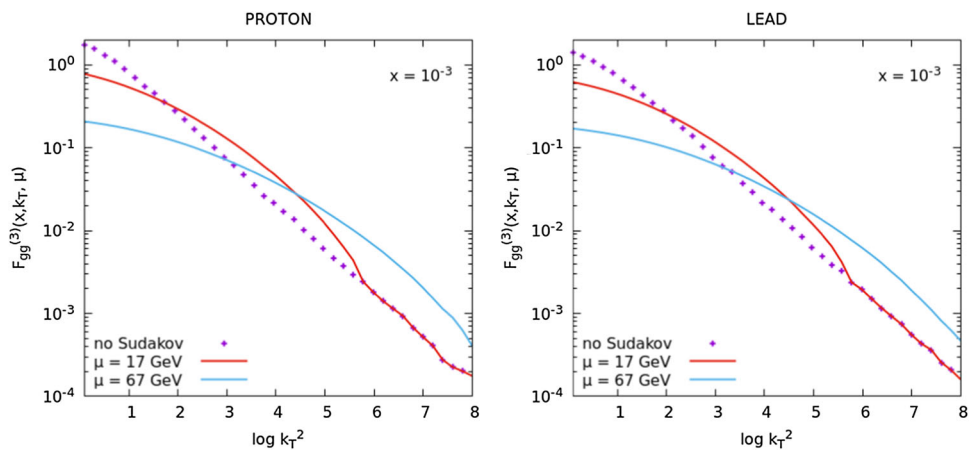 PROTON
x = 10⁻³
10⁰
10⁻¹
10⁻²
10⁻³
10⁻⁴
F_gg^(3)(x,k_T, μ)
no Sudakov
μ = 17 GeV
μ = 67 GeV
1 2 3 4 5 6 7 8
log k_T²
LEAD
x = 10⁻³
10⁰
10⁻¹
10⁻²
10⁻³
10⁻⁴
F_gg^(3)(x,k_T, μ)
no Sudakov
μ = 17 GeV
μ = 67 GeV
1 2 3 4 5 6 7 8
log k_T²